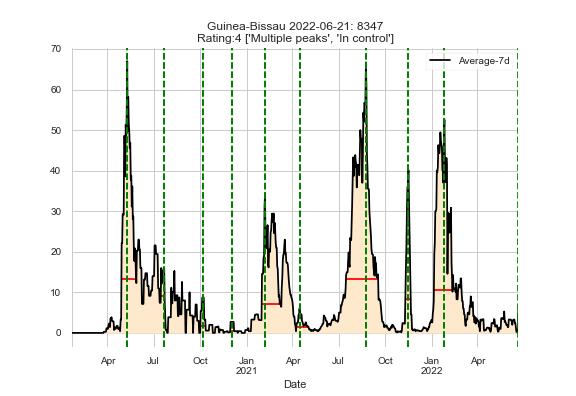 Guinea-Bissau 2022-06-21: 8347
Rating:4 ['Multiple peaks', 'In control']
Average-7d
70
60
50
40
30
20
10
0
Apr Jul Oct Jan Apr Jul Oct Jan Apr
2021 2022
Date